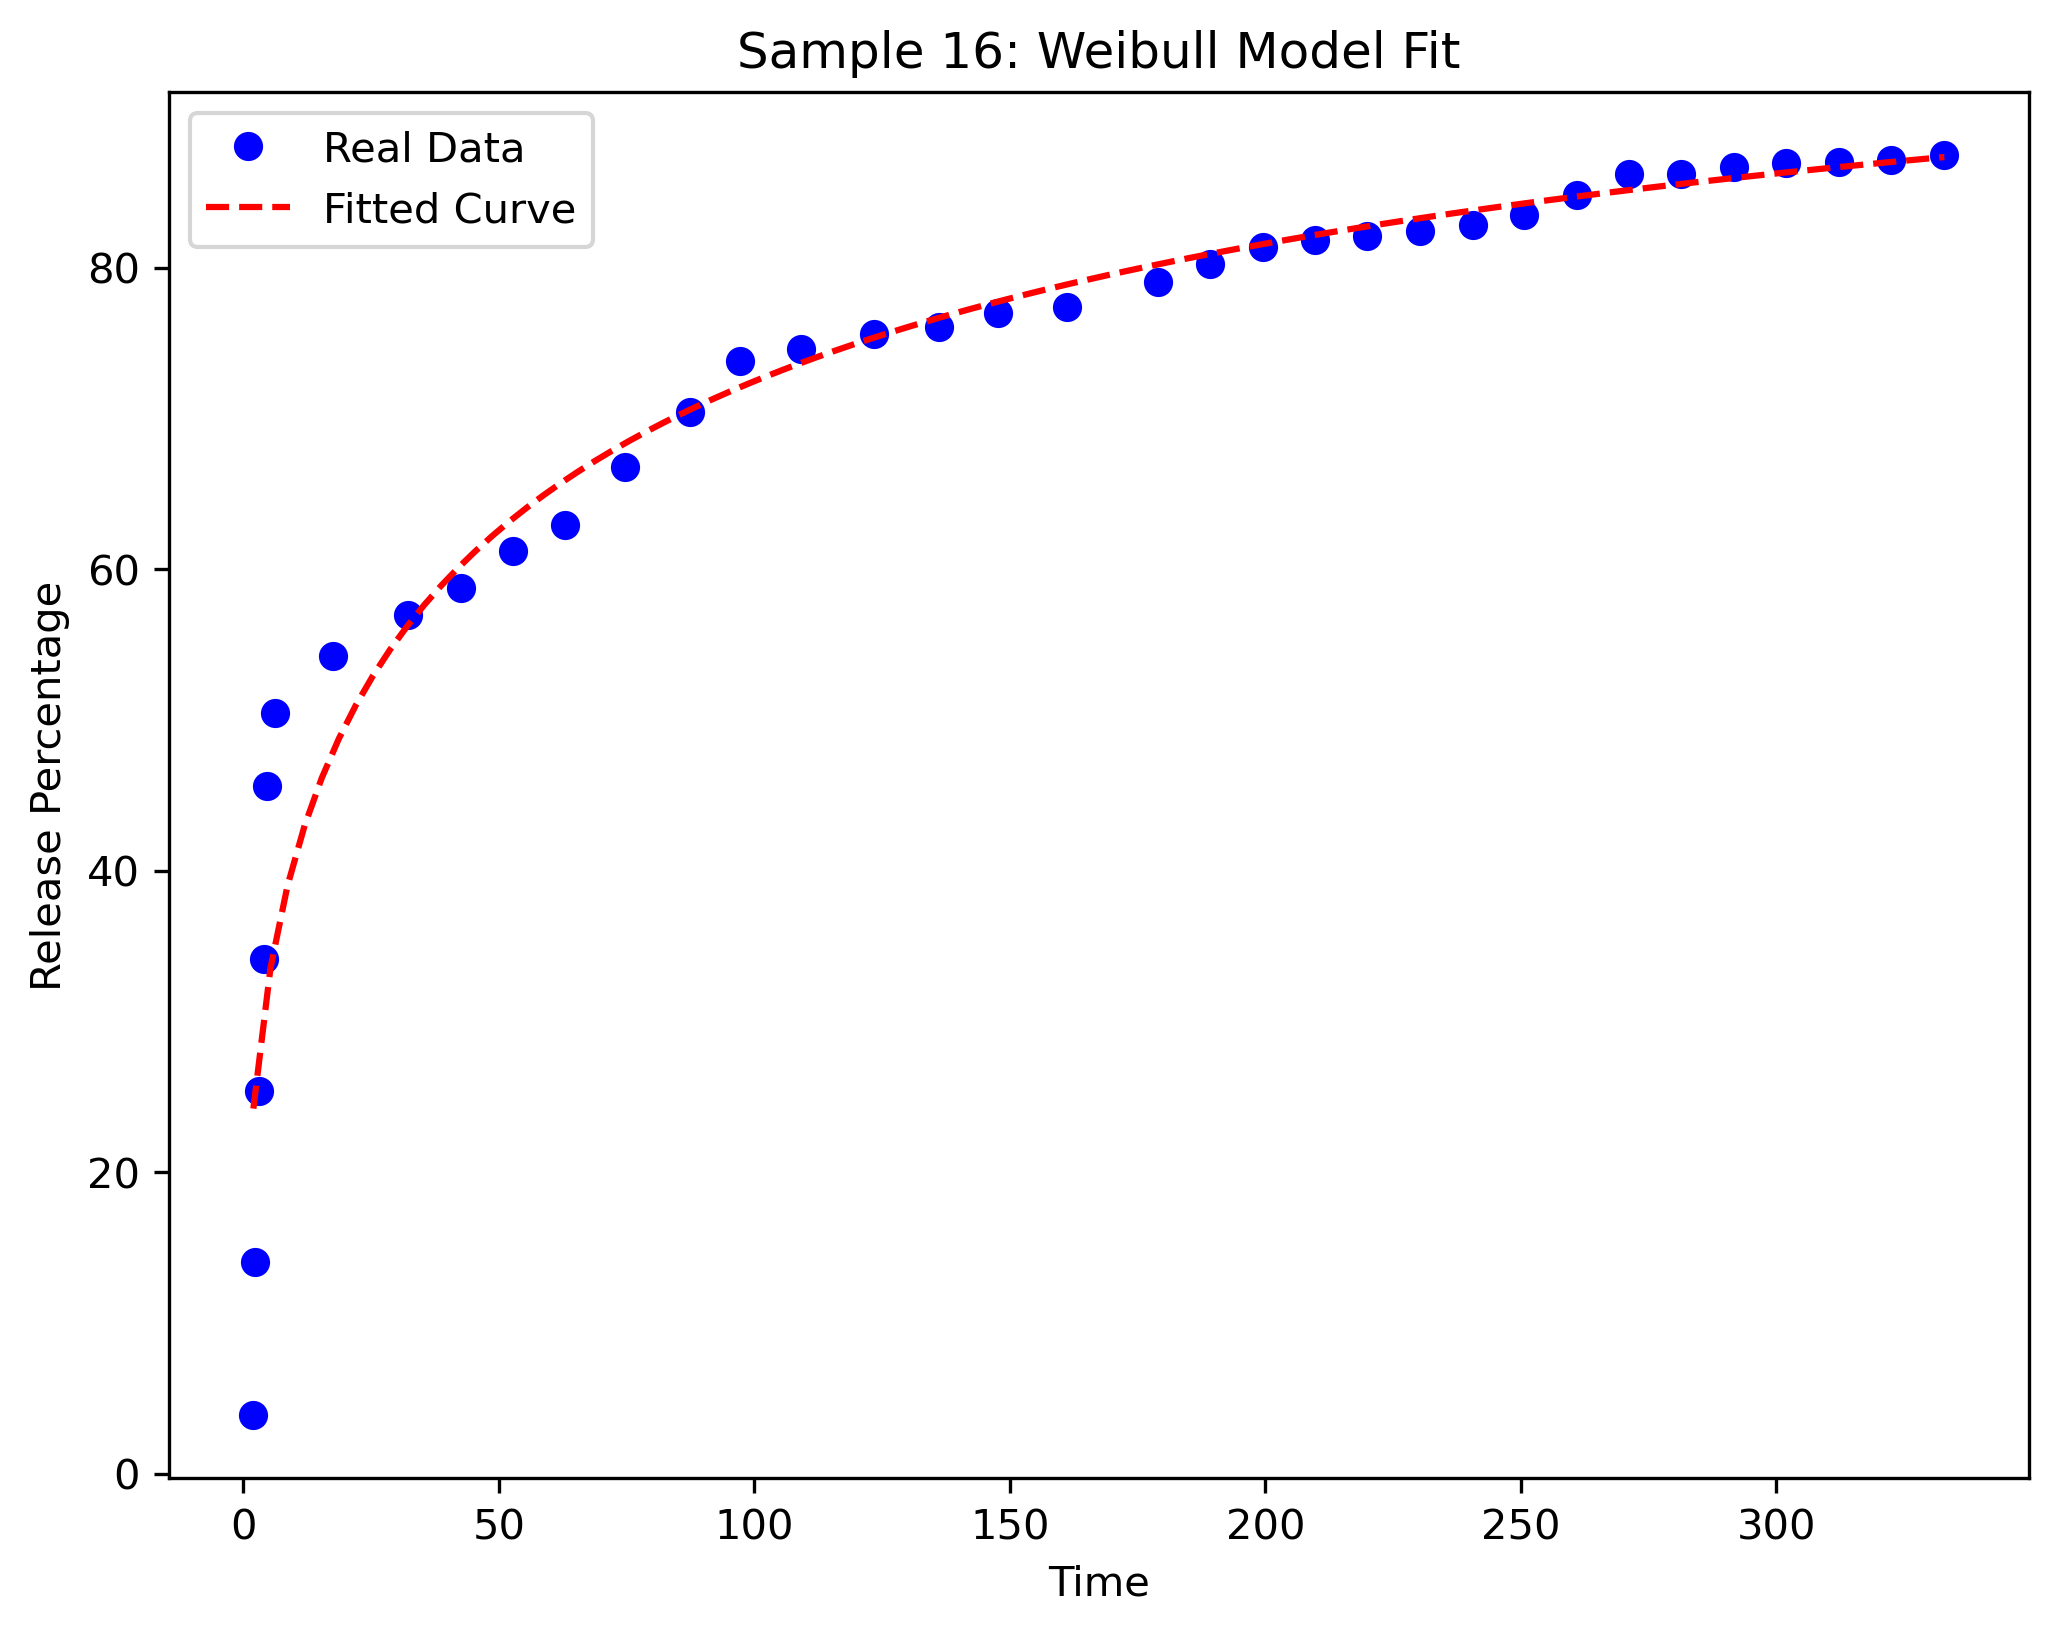 Sample 16: Weibull Model Fit
Real Data
Fitted Curve
80
60
40
20
0
Release Percentage
0 50 100 150 200 250 300
Time